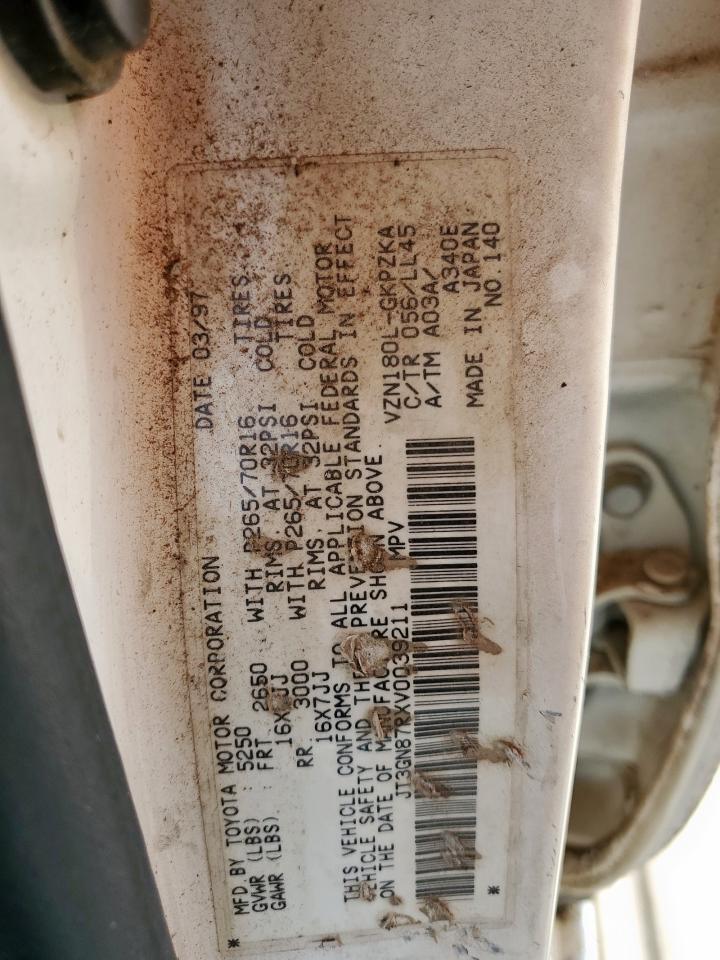 * MFD BY TOYOTA MOTOR CORPORATION DATE 03/97
GVWR (LBS) : 5250
GAWR (LBS) : FRT 2650 WITH P265/70R16 TIRES
16X7JJ RIMS, AT 32PSI COLD
RR 3000 WITH P265/70R16 TIRES
16X7JJ RIMS, AT 32PSI COLD
THIS VEHICLE CONFORMS TO ALL APPLICABLE FEDERAL MOTOR
VEHICLE SAFETY AND THEFT PREVENTION STANDARDS IN EFFECT
ON THE DATE OF MANUFACTURE SHOWN ABOVE.
JT3GN87RXV0039211 MPV
VZN180L-GKPZKA
C/TR 056/LL45
A/TM A03A/
A340E
MADE IN JAPAN
* NO.140